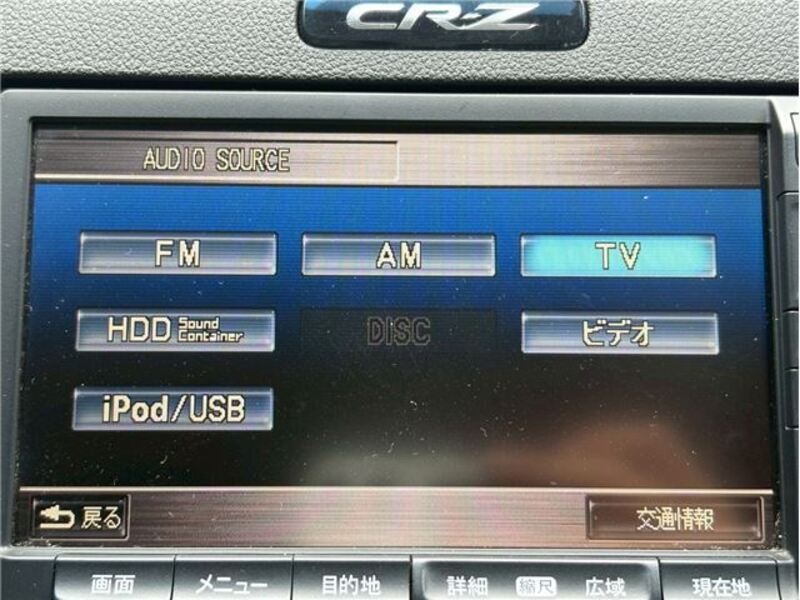 CR-Z
AUDIO SOURCE
FM AM TV
HDD Sound Container DISC ビデオ
iPod/USB
戻る 交通情報
画面 メニュー 目的地 詳細 縮尺 広域 現在地